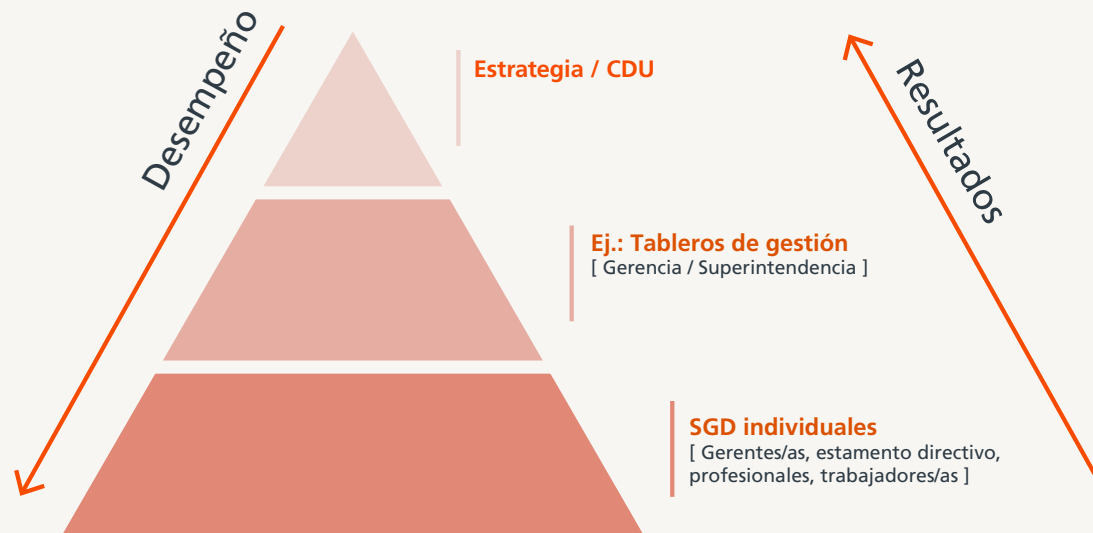 Desempeño
Estrategia / CDU
Resultados
Ej.: Tableros de gestión
[ Gerencia / Superintendencia ]
SGD individuales
[ Gerentes/as, estamento directivo,
profesionales, trabajadores/as ]